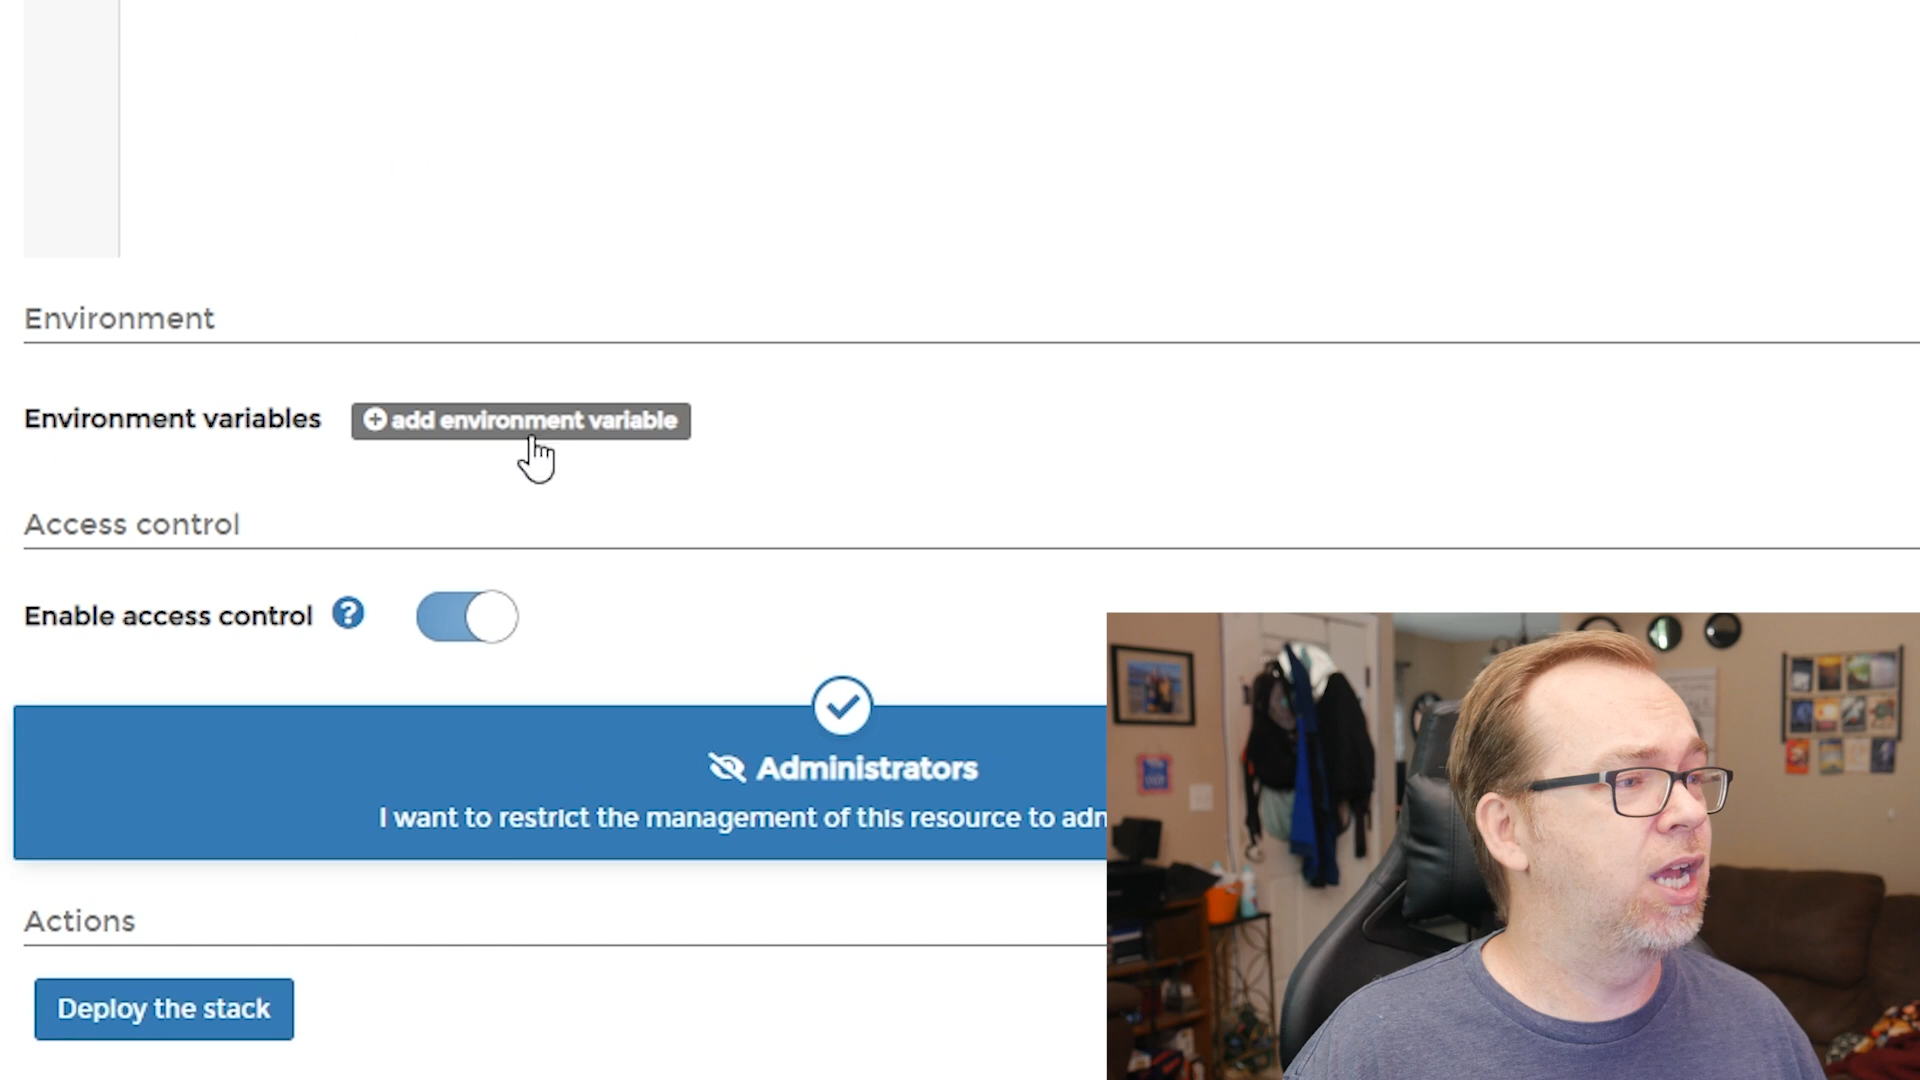 Environment
Environment variables
add environment variable
Access control
Enable access control
?
Administrators
I want to restrict the management of this resource to adn
Actions
Deploy the stack